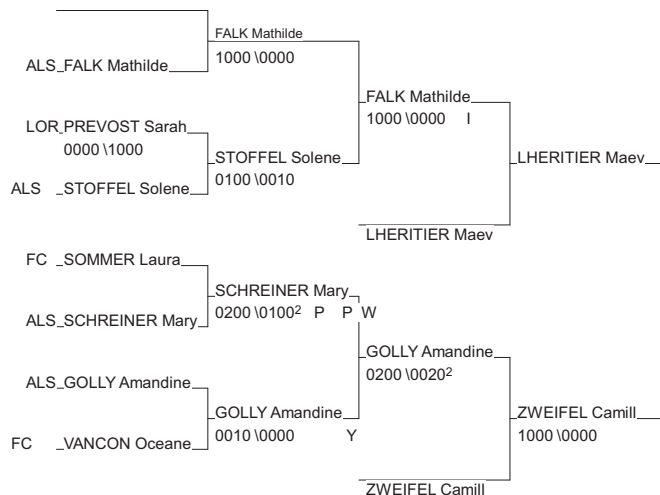 FALK Mathilde
1000 \0000
ALS FALK Mathilde
FALK Mathilde
1000 \0000 I
LOR PREVOST Sarah
0000 \1000
STOFFEL Solene
0100 \0010
LHERITIER Maev
ALS STOFFEL Solene
LHERITIER Maev
FC SOMMER Laura
SCHREINER Mary
0200 \0100² P P W
ALS SCHREINER Mary
GOLLY Amandine
0200 \0020²
ALS GOLLY Amandine
GOLLY Amandine
0010 \0000 Y
ZWEIFEL Camill
1000 \0000
FC VANCON Oceane
ZWEIFEL Camill